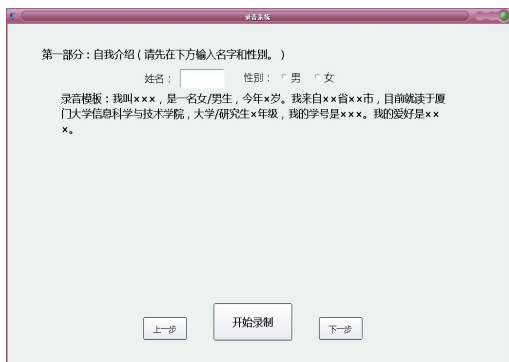 录音系统
第一部分：自我介绍（请先在下方输入名字和性别。）
姓名： 性别： 男 女
录音模板：我叫×××，是一名女/男生，今年×岁。我来自××省××市，目前就读于厦
门大学信息科学与技术学院，大学/研究生×年级，我的学号是×××。我的爱好是××
×。
上一步 开始录制 下一步